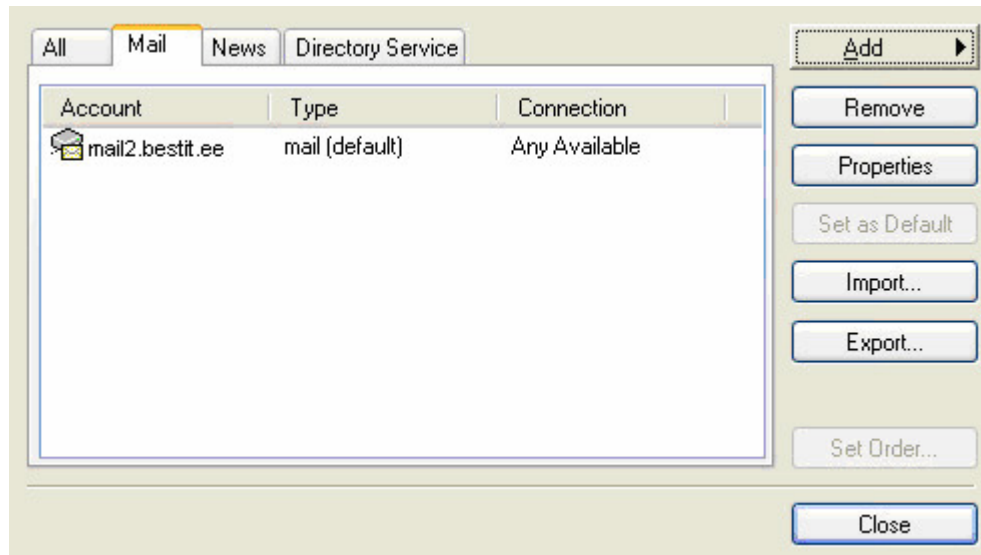 All Mail News Directory Service
Account Type Connection
mail2.bestit.ee mail (default) Any Available
Add
Remove
Properties
Set as Default
Import...
Export...
Set Order...
Close